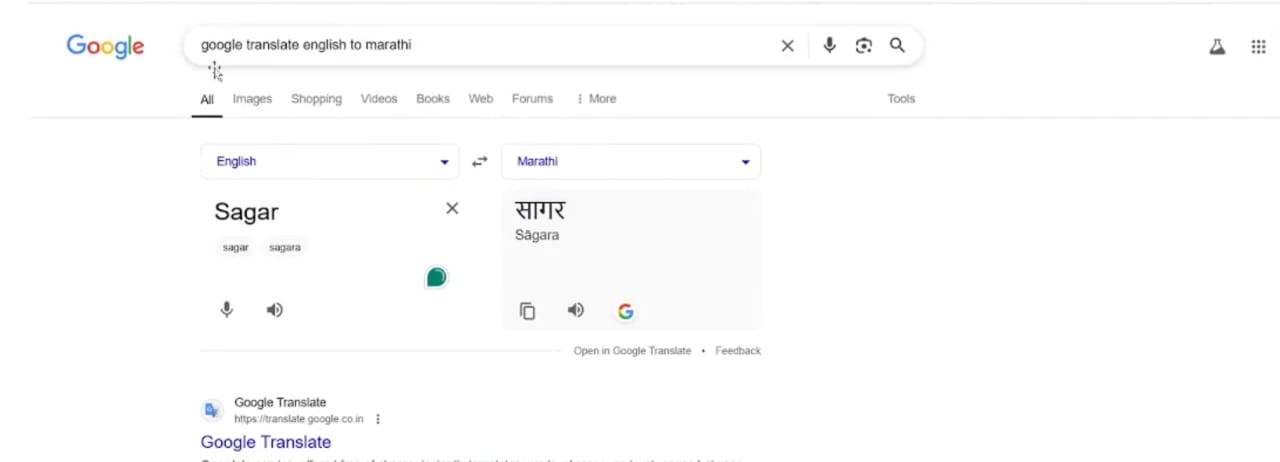 Google
google translate english to marathi
All Images Shopping Videos Books Web Forums More Tools
English Marathi
Sagar
सागर
Sāgara
sagar sagara
Open in Google Translate • Feedback
Google Translate
https://translate.google.co.in
Google Translate